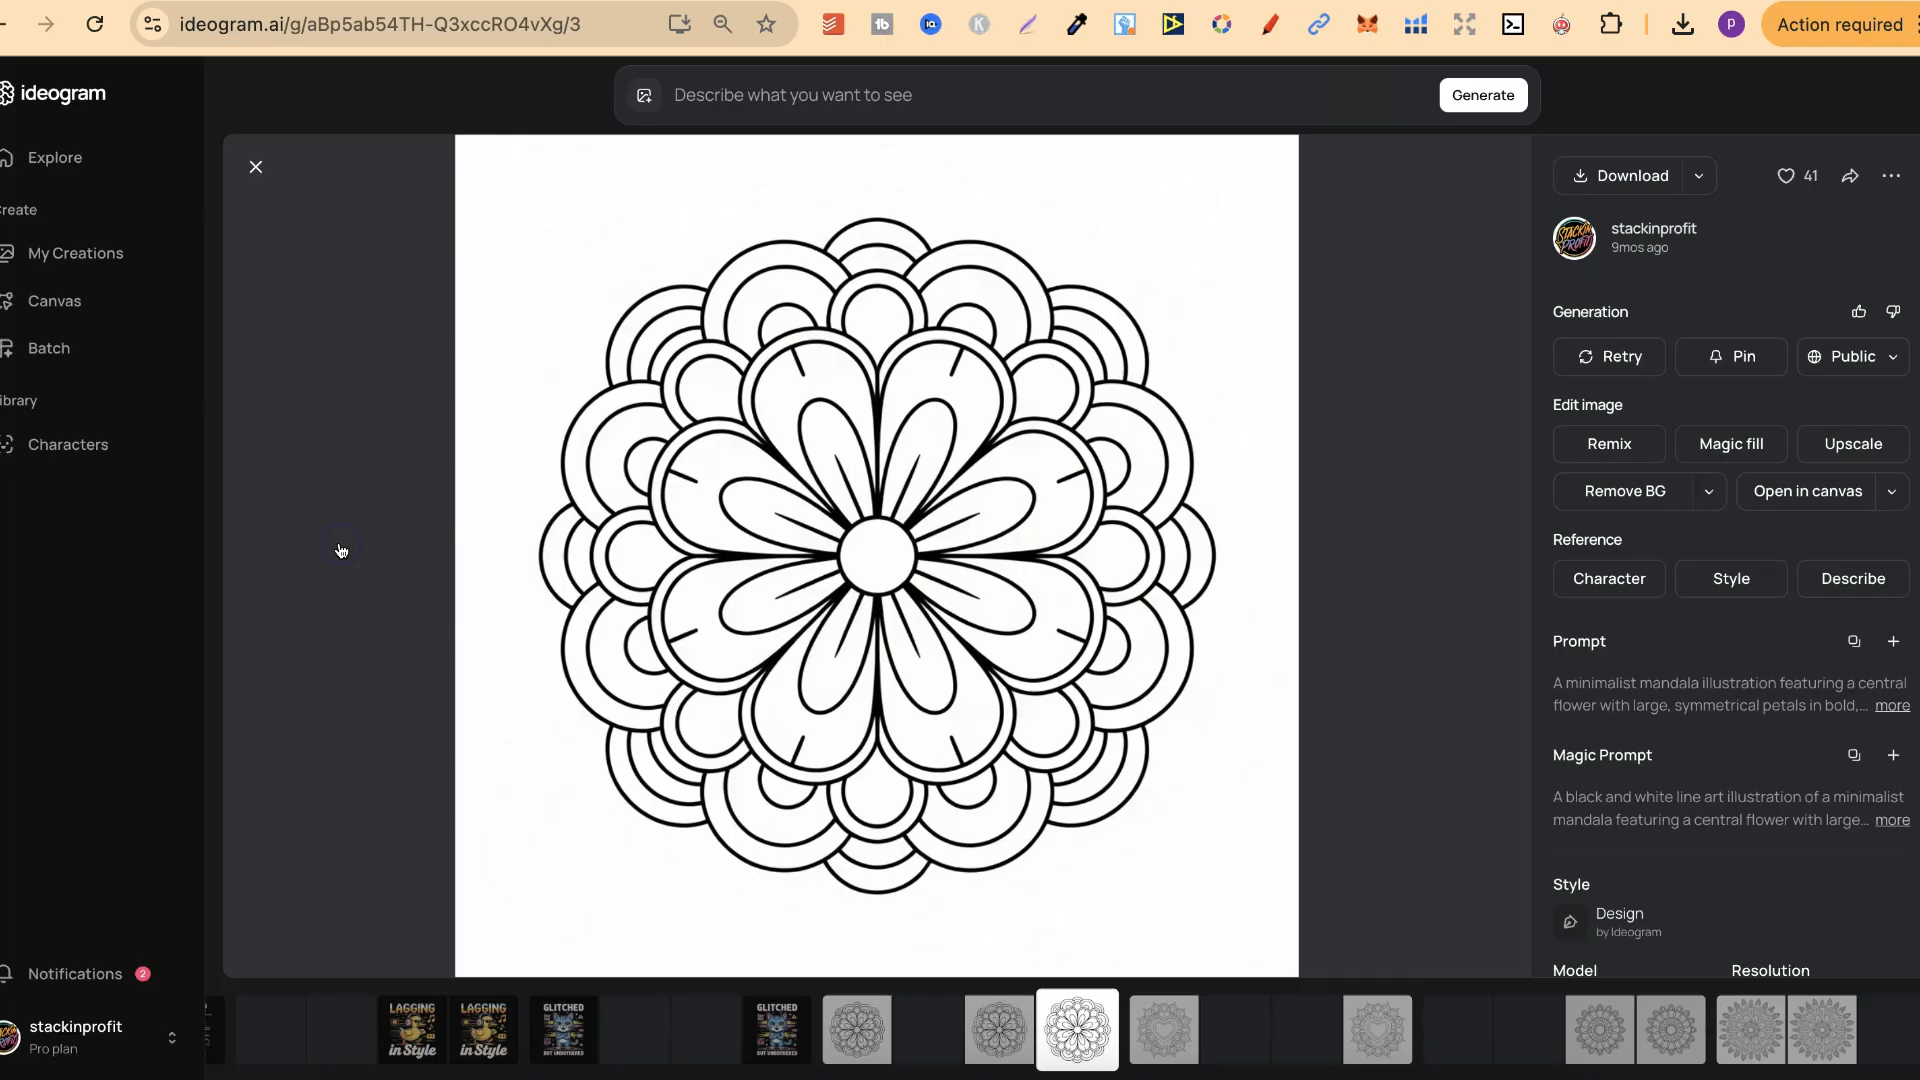 ideogram.ai/g/aBp5ab54TH-Q3xccRO4vXg/3
Action required
ideogram
Describe what you want to see
Generate
Explore
reate
My Creations
Canvas
Batch
ibrary
Characters
Notifications 2
stackinprofit
Pro plan
Download
41
stackinprofit
9mos ago
Generation
Retry
Pin
Public
Edit image
Remix
Magic fill
Upscale
Remove BG
Open in canvas
Reference
Character
Style
Describe
Prompt
A minimalist mandala illustration featuring a central
flower with large, symmetrical petals in bold,... more
Magic Prompt
A black and white line art illustration of a minimalist
mandala featuring a central flower with large... more
Style
Design
by Ideogram
Model
Resolution
LAGGING
in Style
LAGGING
in Style
GLITCHED
BUT UNBOTHERED
GLITCHED
BUT UNBOTHERED